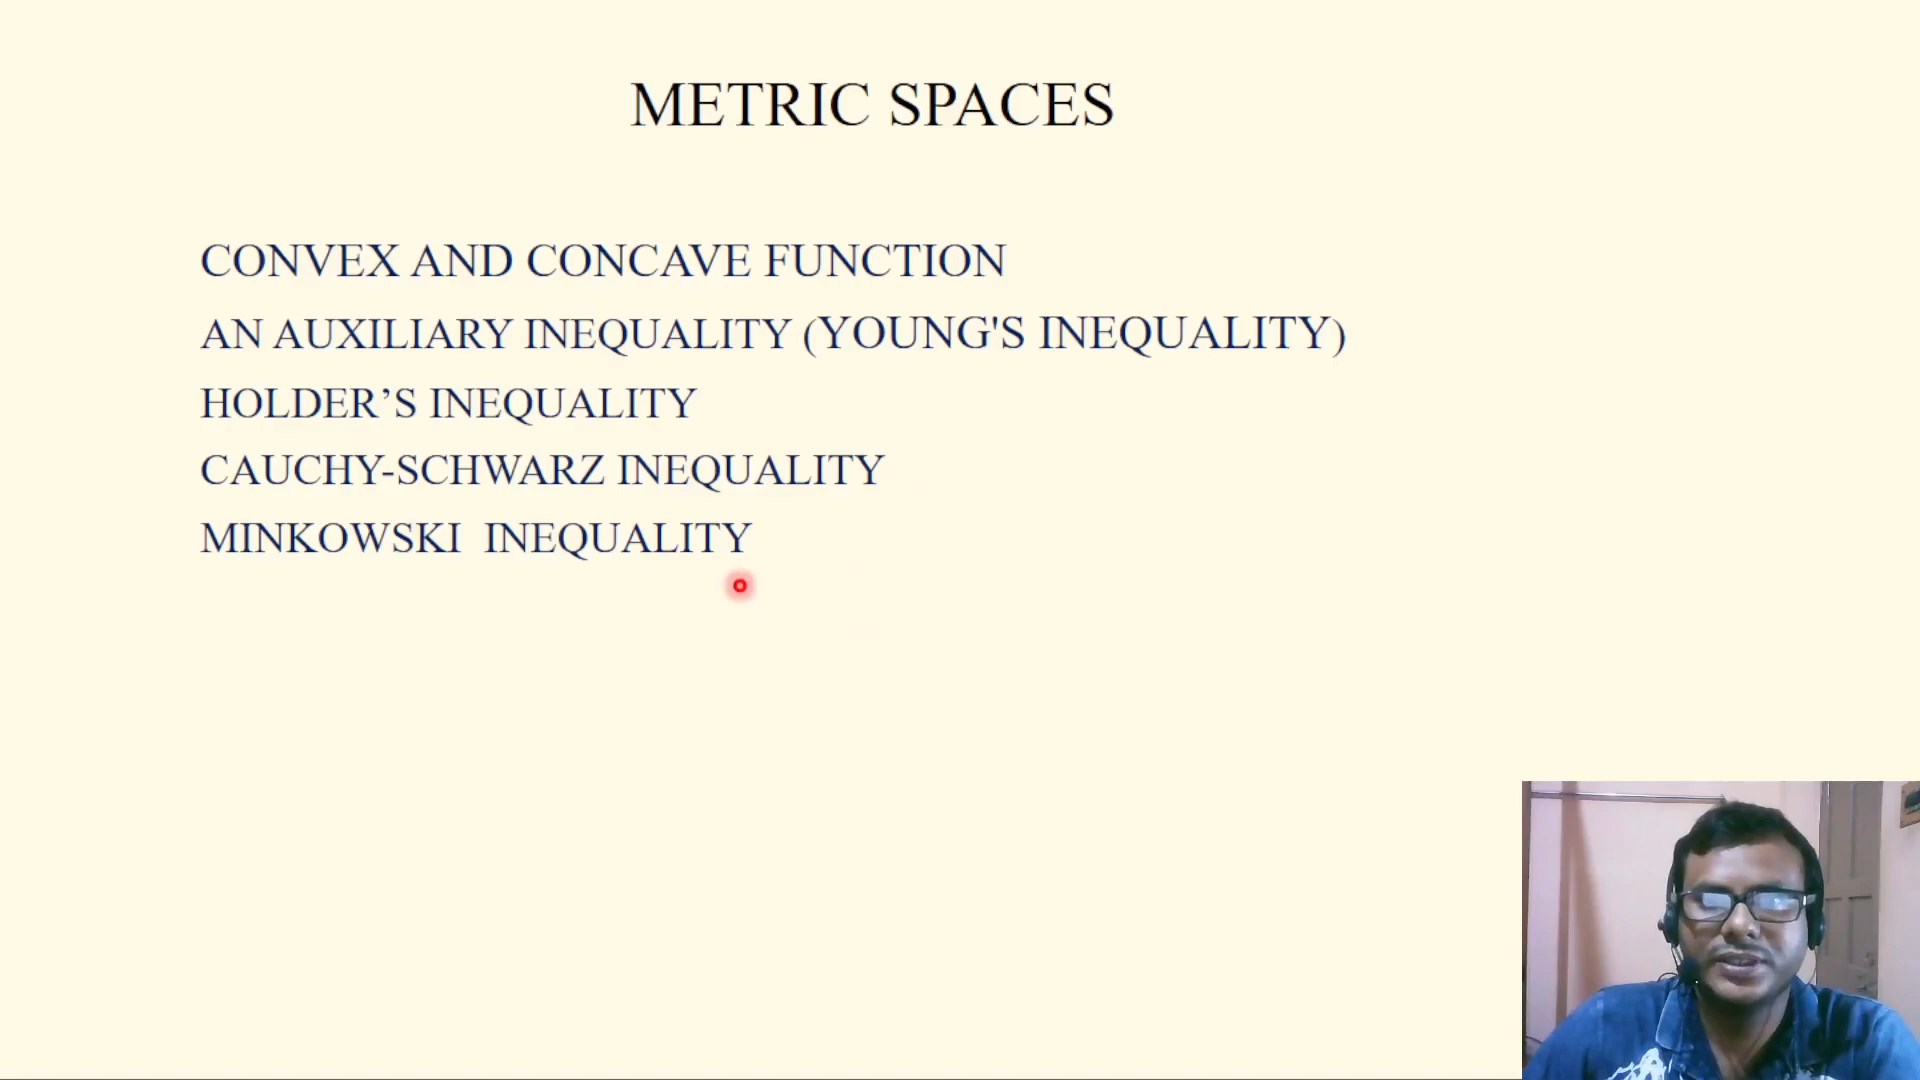 METRIC SPACES
CONVEX AND CONCAVE FUNCTION
AN AUXILIARY INEQUALITY (YOUNG'S INEQUALITY)
HOLDER’S INEQUALITY
CAUCHY-SCHWARZ INEQUALITY
MINKOWSKI  INEQUALITY